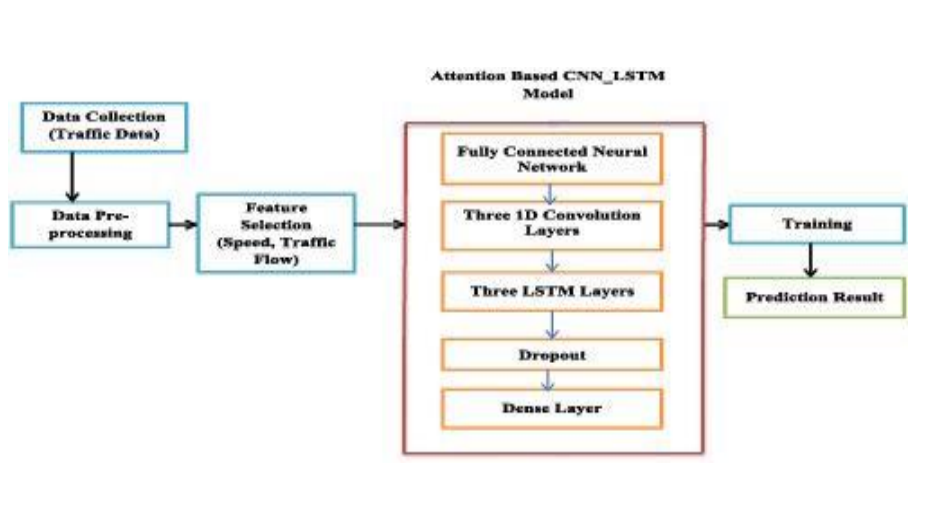 Attention Based CNN_LSTM
Model
Data Collection
(Traffic Data)
Data Pre-
processing
Feature
Selection
(Speed, Traffic
Flow)
Fully Connected Neural
Network
Three 1D Convolution
Layers
Three LSTM Layers
Dropout
Dense Layer
Training
Prediction Result